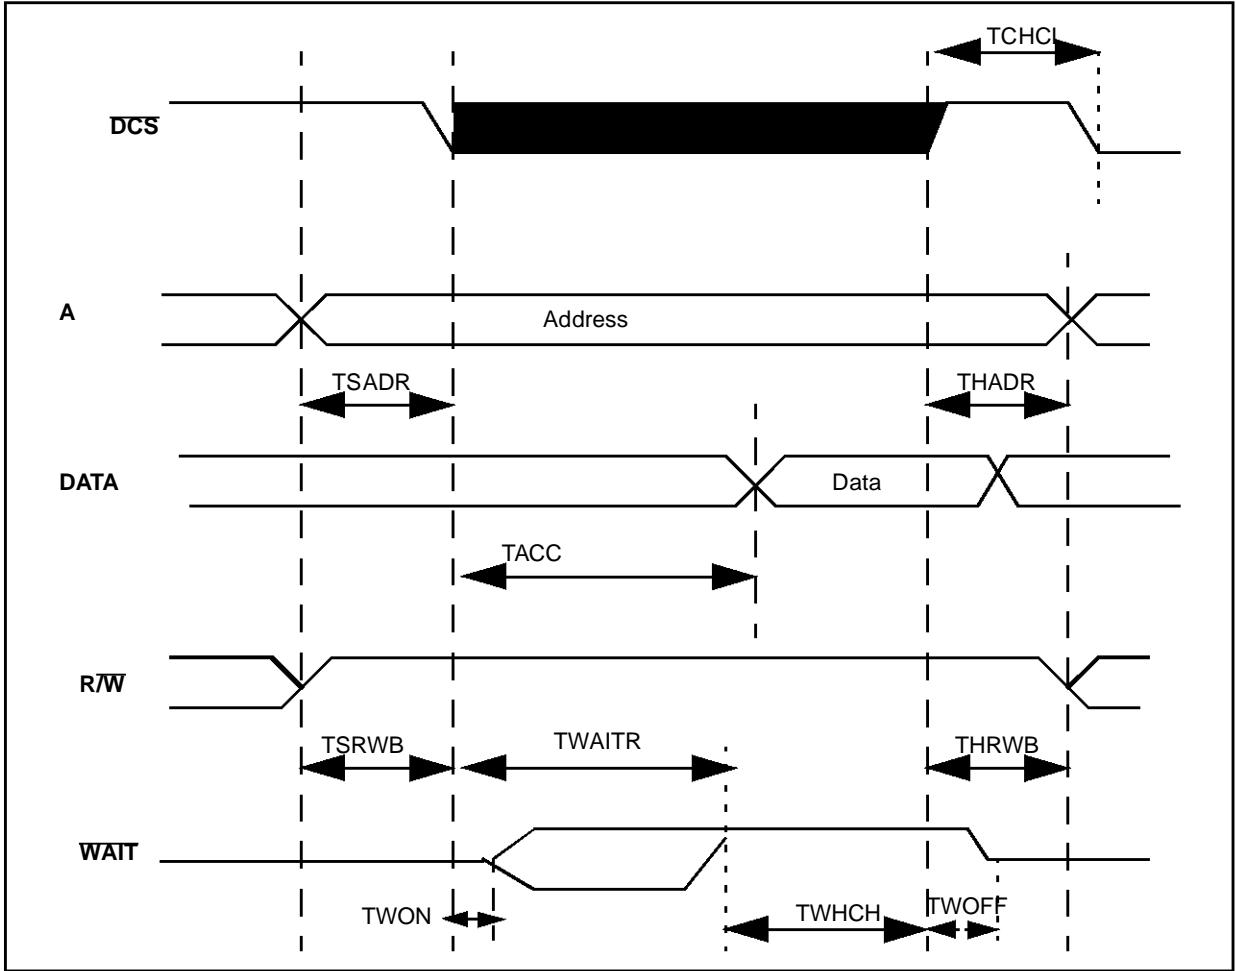 TCHCL
DCS
A
Address
TSADR
THADR
DATA
Data
TACC
R/W
TSRWB
TWAITR
THRWB
WAIT
TWON
TWHCH
TWOFF